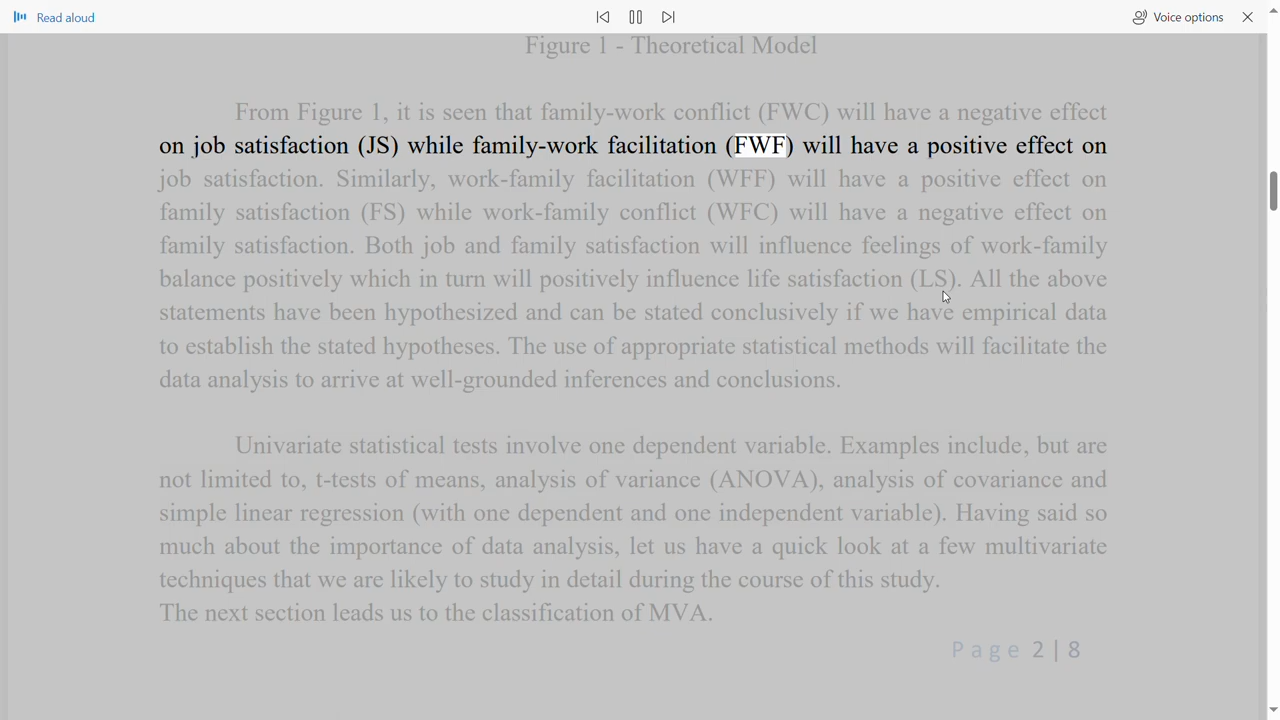 Read aloud
Voice options
Figure 1 - Theoretical Model
From Figure 1, it is seen that family-work conflict (FWC) will have a negative effect
on job satisfaction (JS) while family-work facilitation (FWF) will have a positive effect on
job satisfaction. Similarly, work-family facilitation (WFF) will have a positive effect on
family satisfaction (FS) while work-family conflict (WFC) will have a negative effect on
family satisfaction. Both job and family satisfaction will influence feelings of work-family
balance positively which in turn will positively influence life satisfaction (LS). All the above
statements have been hypothesized and can be stated conclusively if we have empirical data
to establish the stated hypotheses. The use of appropriate statistical methods will facilitate the
data analysis to arrive at well-grounded inferences and conclusions.
Univariate statistical tests involve one dependent variable. Examples include, but are
not limited to, t-tests of means, analysis of variance (ANOVA), analysis of covariance and
simple linear regression (with one dependent and one independent variable). Having said so
much about the importance of data analysis, let us have a quick look at a few multivariate
techniques that we are likely to study in detail during the course of this study.
The next section leads us to the classification of MVA.
Page 2 | 8